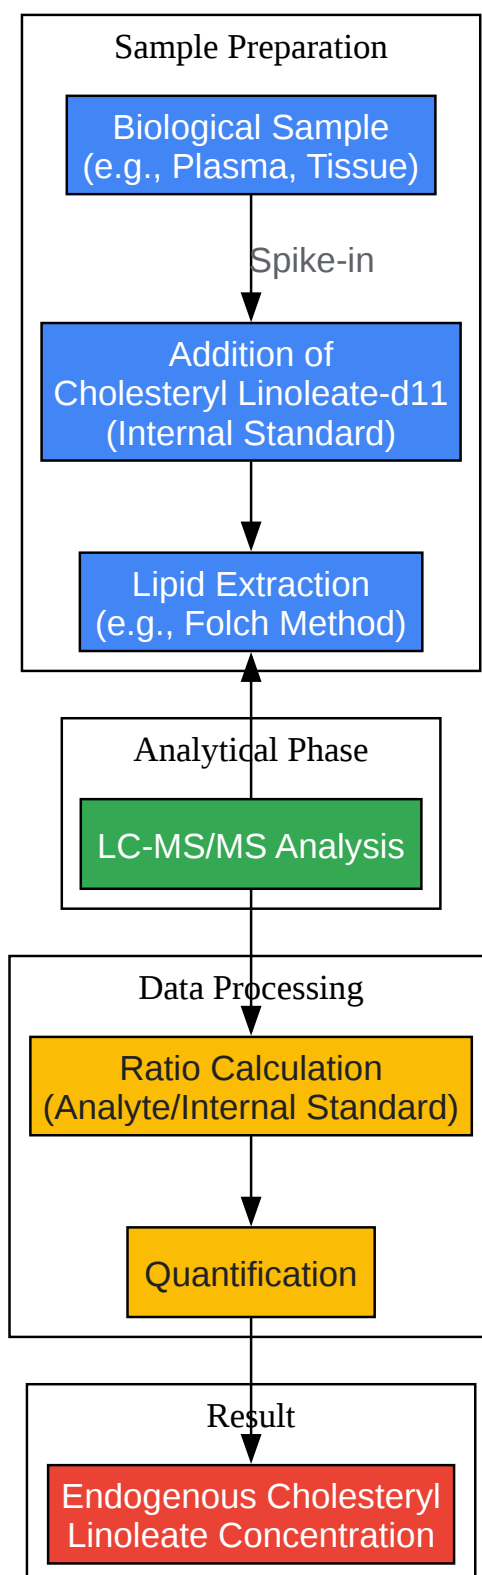 Sample Preparation
Biological Sample
(e.g., Plasma, Tissue)
Spike-in
Addition of
Cholesteryl Linoleate-d11
(Internal Standard)
Lipid Extraction
(e.g., Folch Method)
Analytical Phase
LC-MS/MS Analysis
Data Processing
Ratio Calculation
(Analyte/Internal Standard)
Quantification
Result
Endogenous Cholesteryl
Linoleate Concentration